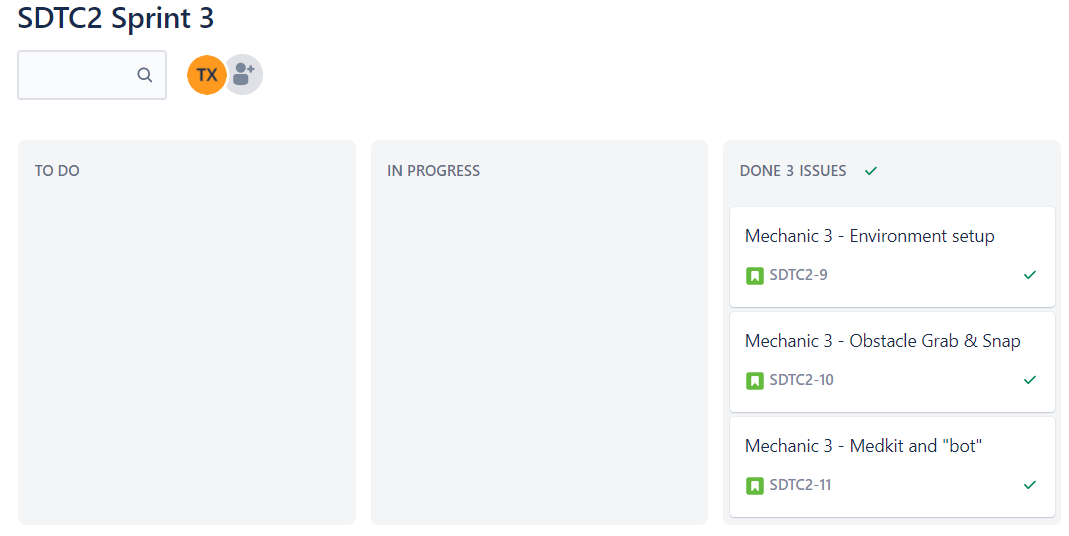 SDTC2 Sprint 3
TX
TO DO
IN PROGRESS
DONE 3 ISSUES
Mechanic 3 - Environment setup
SDTC2-9
Mechanic 3 - Obstacle Grab & Snap
SDTC2-10
Mechanic 3 - Medkit and "bot"
SDTC2-11